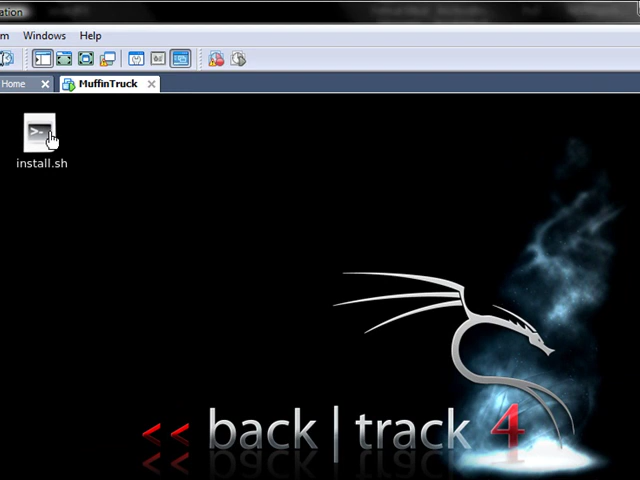 ation
m Windows Help
Home MuffinTruck
>-
install.sh
<< back | track 4